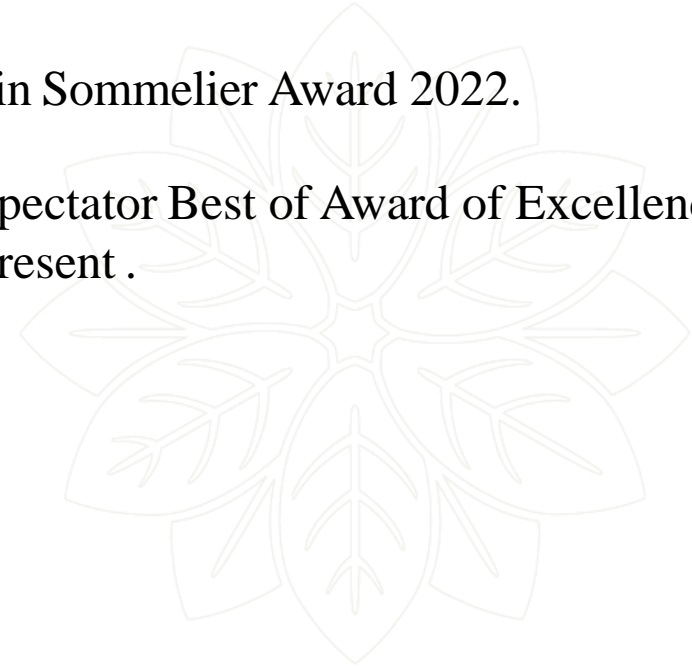 in Sommelier Award 2022.
pectator Best of Award of Excellenc
resent .